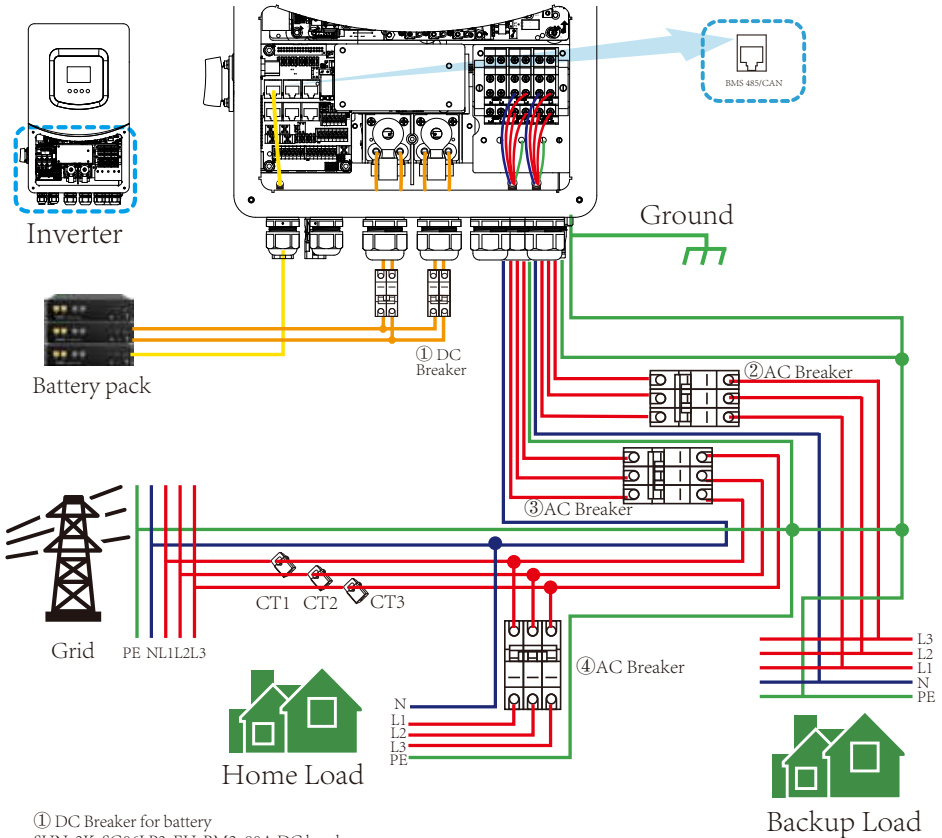 BMS 485/CAN
Inverter
Ground
Battery pack
① DC
Breaker
②AC Breaker
③AC Breaker
CT1 CT2 CT3
Grid
PE NL1L2L3
④AC Breaker
L3
L2
L1
N
PE
N
L1
L2
L3
PE
Home Load
Backup Load
① DC Breaker for battery